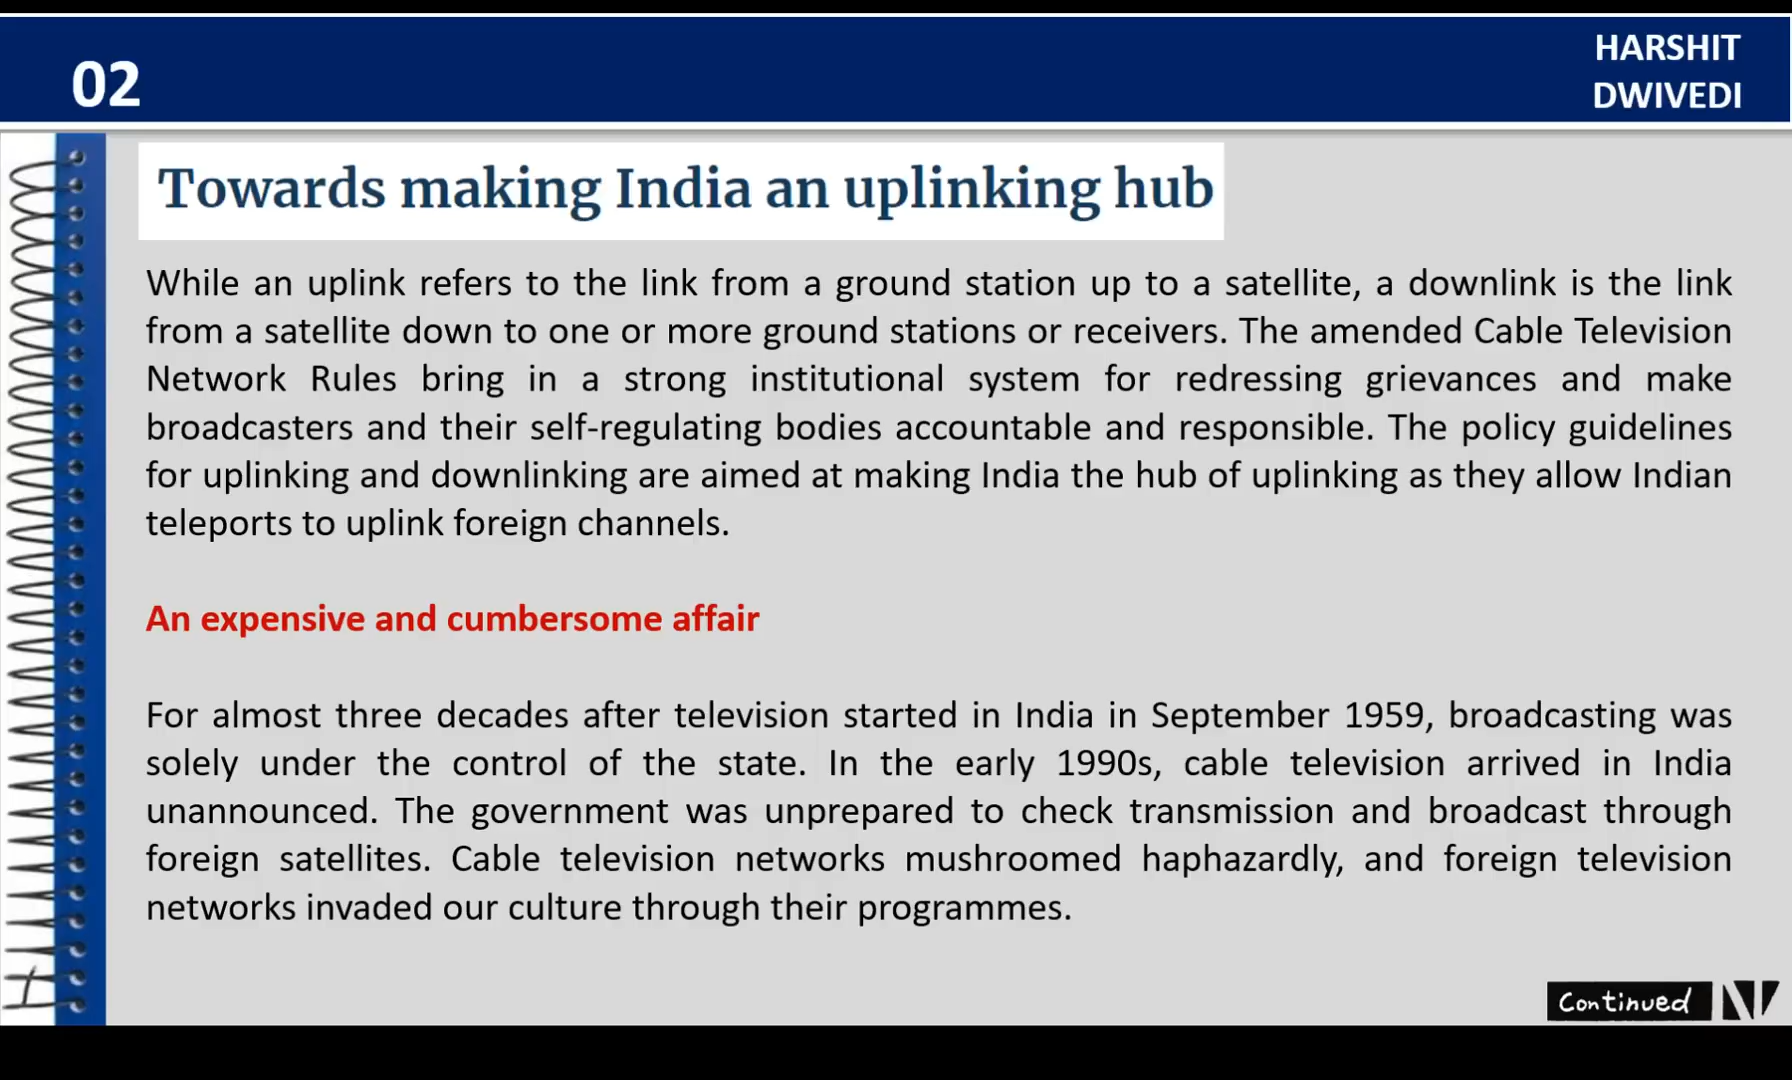 02
HARSHIT
DWIVEDI
Towards making India an uplinking hub
While an uplink refers to the link from a ground station up to a satellite, a downlink is the link
from a satellite down to one or more ground stations or receivers. The amended Cable Television
Network Rules bring in a strong institutional system for redressing grievances and make
broadcasters and their self-regulating bodies accountable and responsible. The policy guidelines
for uplinking and downlinking are aimed at making India the hub of uplinking as they allow Indian
teleports to uplink foreign channels.
An expensive and cumbersome affair
For almost three decades after television started in India in September 1959, broadcasting was
solely under the control of the state. In the early 1990s, cable television arrived in India
unannounced. The government was unprepared to check transmission and broadcast through
foreign satellites. Cable television networks mushroomed haphazardly, and foreign television
networks invaded our culture through their programmes.
Continued